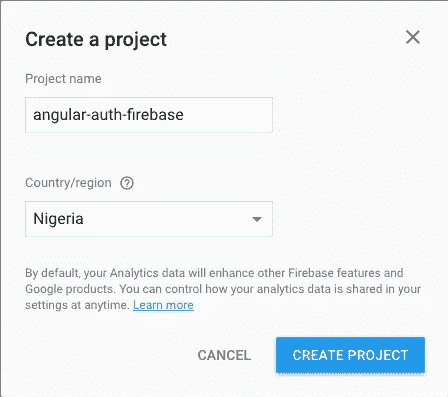 Create a project
Project name
angular-auth-firebase
Country/region
Nigeria
By default, your Analytics data will enhance other Firebase features and
Google products. You can control how your analytics data is shared in your
settings at anytime. Learn more
CANCEL
CREATE PROJECT